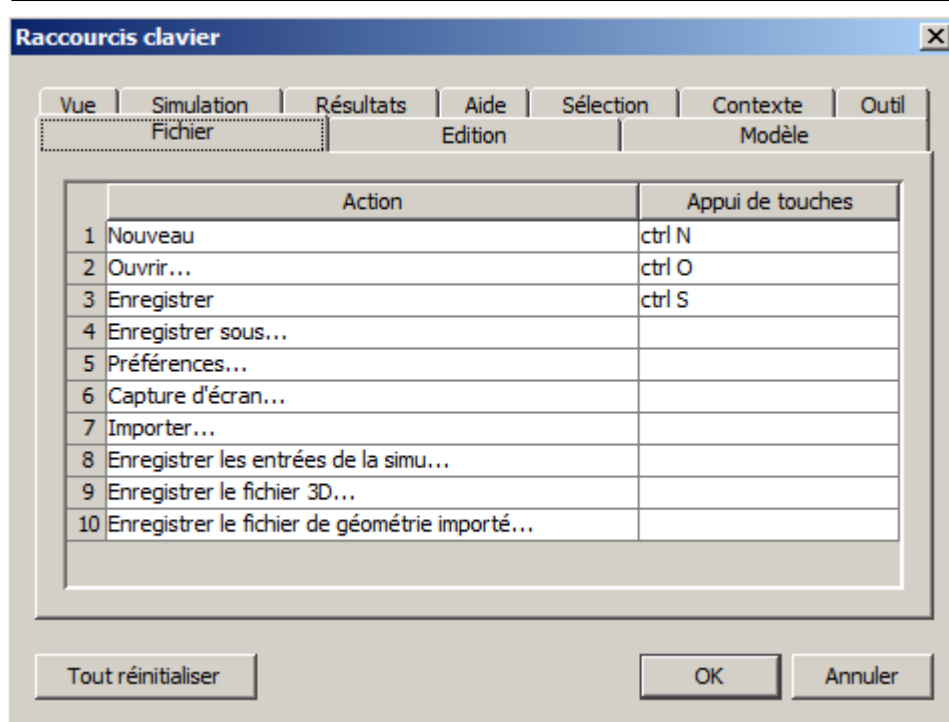 Raccourcis clavier
Vue Simulation Résultats Aide Sélection Contexte Outil
Fichier Edition Modèle
Action Appui de touches
1 Nouveau ctrl N
2 Ouvrir... ctrl O
3 Enregistrer ctrl S
4 Enregistrer sous...
5 Préférences...
6 Capture d'écran...
7 Importer...
8 Enregistrer les entrées de la simu...
9 Enregistrer le fichier 3D...
10 Enregistrer le fichier de géométrie importé...
Tout réinitialiser OK Annuler